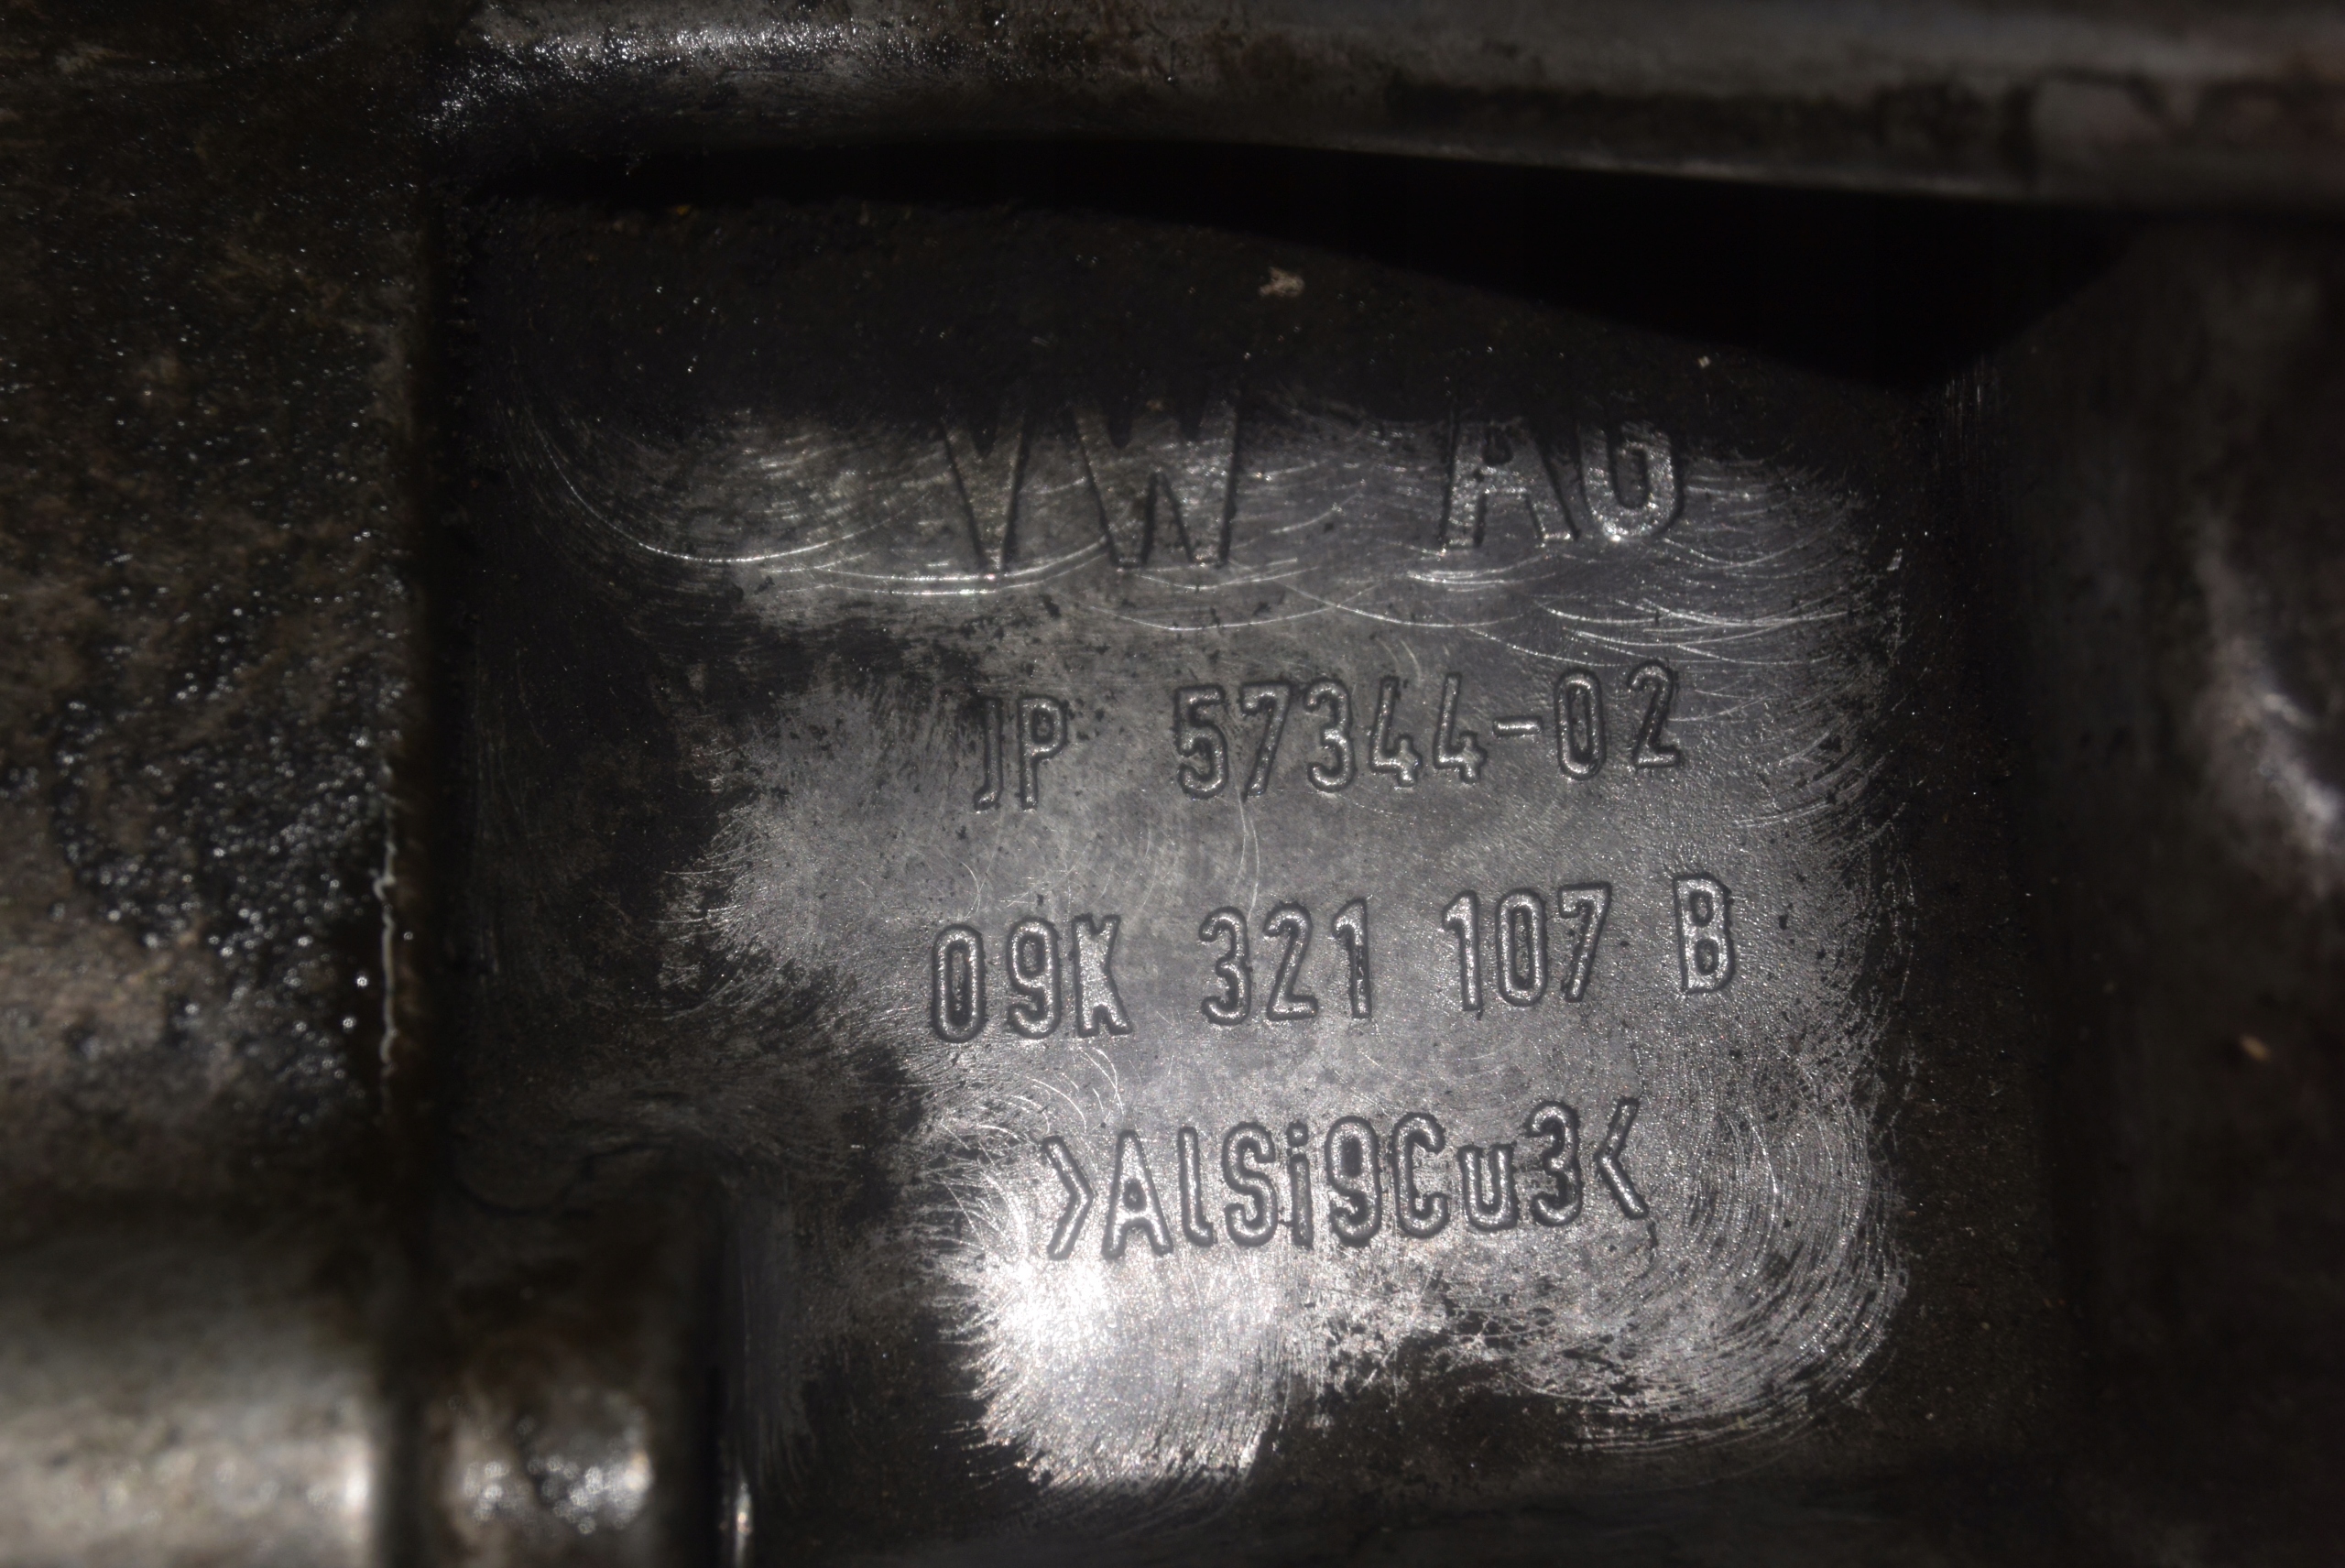 VW AG
JP 57344-02
09K 321 107 B
>AlSi9Cu3<